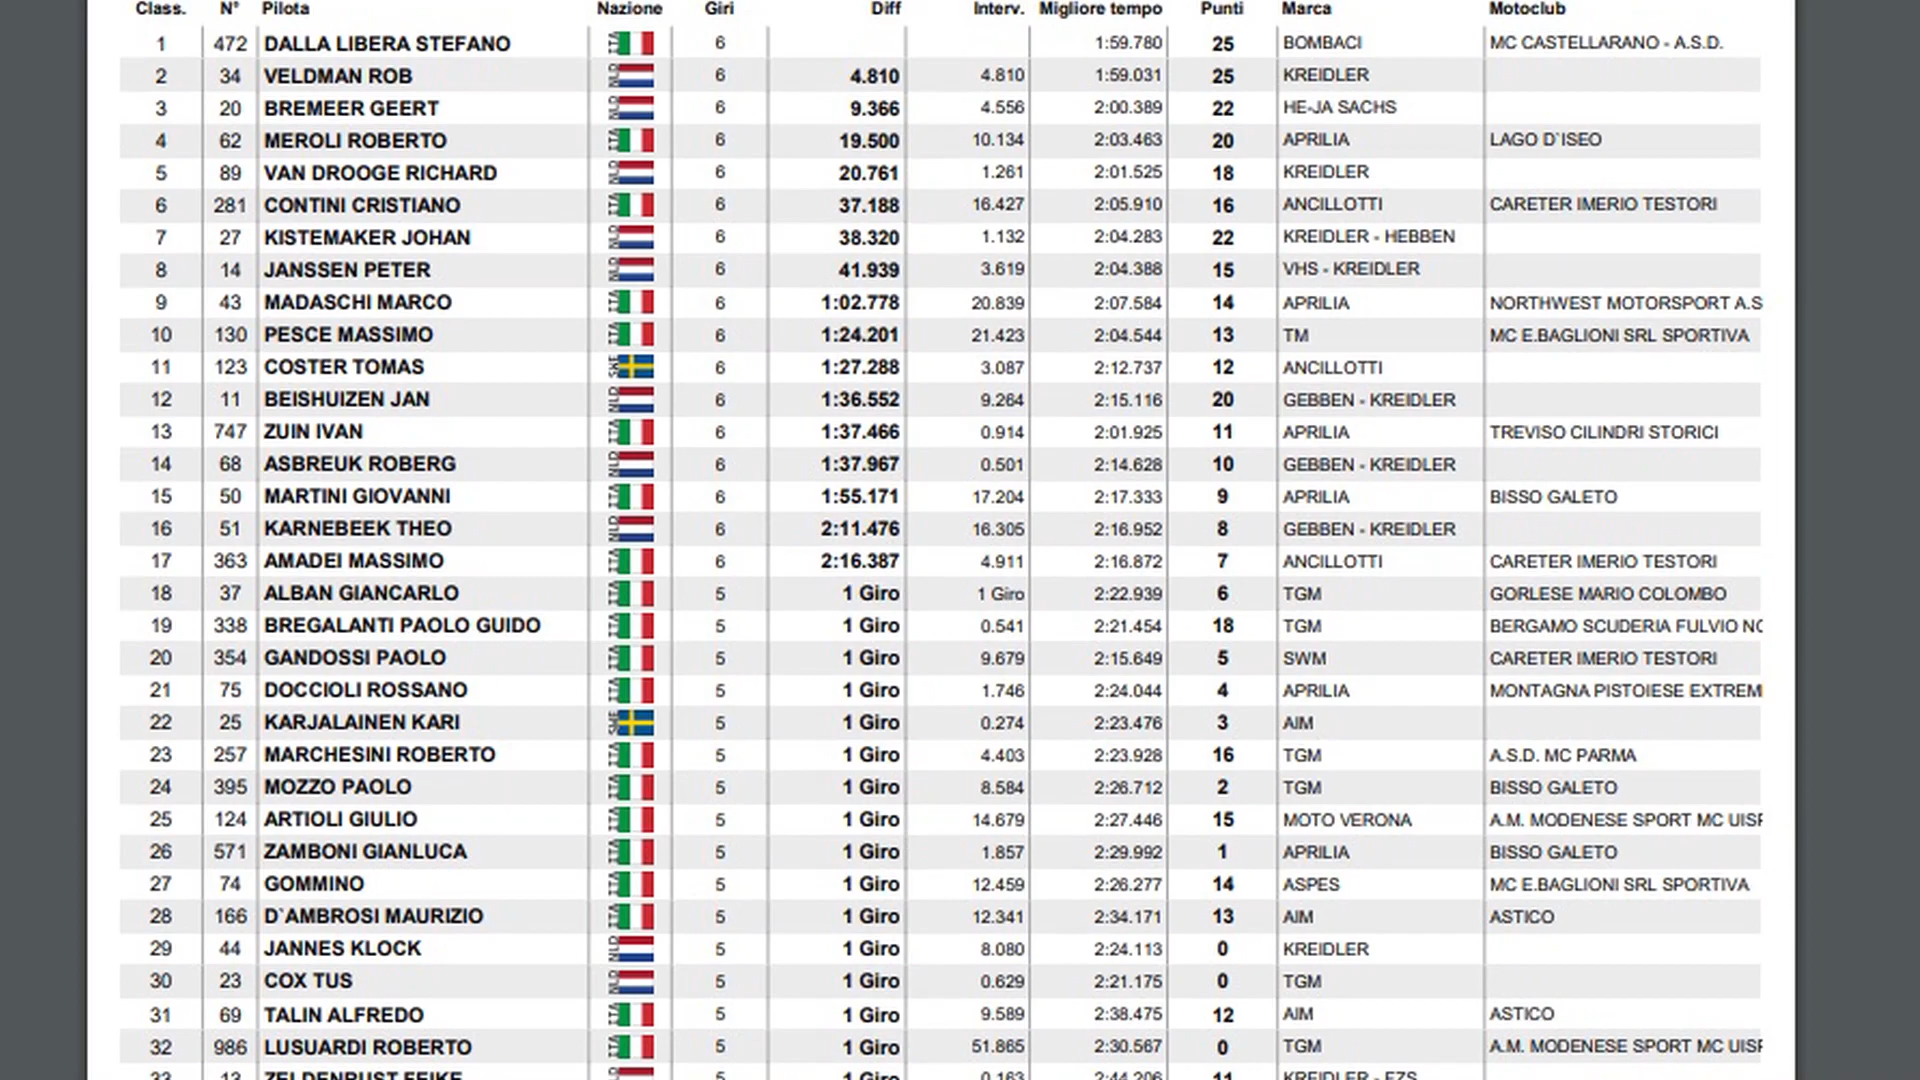 Class. N° Pilota Nazione Giri Diff Interv. Migliore tempo Punti Marca Motoclub
1 472 DALLA LIBERA STEFANO ITA 6 1:59.780 25 BOMBACI MC CASTELLARANO - A.S.D.
2 34 VELDMAN ROB NLD 6 4.810 4.810 1:59.031 25 KREIDLER
3 20 BREMEER GEERT NLD 6 9.366 4.556 2:00.389 22 HE-JA SACHS
4 62 MEROLI ROBERTO ITA 6 19.500 10.134 2:03.463 20 APRILIA LAGO D`ISEO
5 89 VAN DROOGE RICHARD NLD 6 20.761 1.261 2:01.525 18 KREIDLER
6 281 CONTINI CRISTIANO ITA 6 37.188 16.427 2:05.910 16 ANCILLOTTI CARETER IMERIO TESTORI
7 27 KISTEMAKER JOHAN NLD 6 38.320 1.132 2:04.283 22 KREIDLER - HEBBEN
8 14 JANSSEN PETER NLD 6 41.939 3.619 2:04.388 15 VHS - KREIDLER
9 43 MADASCHI MARCO ITA 6 1:02.778 20.839 2:07.584 14 APRILIA NORTHWEST MOTORSPORT A.S
10 130 PESCE MASSIMO ITA 6 1:24.201 21.423 2:04.544 13 TM MC E.BAGLIONI SRL SPORTIVA
11 123 COSTER TOMAS SWE 6 1:27.288 3.087 2:12.737 12 ANCILLOTTI
12 11 BEISHUIZEN JAN NLD 6 1:36.552 9.264 2:15.116 20 GEBBEN - KREIDLER
13 747 ZUIN IVAN ITA 6 1:37.466 0.914 2:01.925 11 APRILIA TREVISO CILINDRI STORICI
14 68 ASBREUK ROBERG NLD 6 1:37.967 0.501 2:14.628 10 GEBBEN - KREIDLER
15 50 MARTINI GIOVANNI ITA 6 1:55.171 17.204 2:17.333 9 APRILIA BISSO GALETO
16 51 KARNEBEEK THEO NLD 6 2:11.476 16.305 2:16.952 8 GEBBEN - KREIDLER
17 363 AMADEI MASSIMO ITA 6 2:16.387 4.911 2:16.872 7 ANCILLOTTI CARETER IMERIO TESTORI
18 37 ALBAN GIANCARLO ITA 5 1 Giro 1 Giro 2:22.939 6 TGM GORLESE MARIO COLOMBO
19 338 BREGALANTI PAOLO GUIDO ITA 5 1 Giro 0.541 2:21.454 18 TGM BERGAMO SCUDERIA FULVIO NO
20 354 GANDOSSI PAOLO ITA 5 1 Giro 9.679 2:15.649 5 SWM CARETER IMERIO TESTORI
21 75 DOCCIOLI ROSSANO ITA 5 1 Giro 1.746 2:24.044 4 APRILIA MONTAGNA PISTOIESE EXTREM
22 25 KARJALAINEN KARI SWE 5 1 Giro 0.274 2:23.476 3 AIM
23 257 MARCHESINI ROBERTO ITA 5 1 Giro 4.403 2:23.928 16 TGM A.S.D. MC PARMA
24 395 MOZZO PAOLO ITA 5 1 Giro 8.584 2:26.712 2 TGM BISSO GALETO
25 124 ARTIOLI GIULIO ITA 5 1 Giro 14.679 2:27.446 15 MOTO VERONA A.M. MODENESE SPORT MC UISP
26 571 ZAMBONI GIANLUCA ITA 5 1 Giro 1.857 2:29.992 1 APRILIA BISSO GALETO
27 74 GOMMINO ITA 5 1 Giro 12.459 2:26.277 14 ASPES MC E.BAGLIONI SRL SPORTIVA
28 166 D`AMBROSI MAURIZIO ITA 5 1 Giro 12.341 2:34.171 13 AIM ASTICO
29 44 JANNES KLOCK NLD 5 1 Giro 8.080 2:24.113 0 KREIDLER
30 23 COX TUS NLD 5 1 Giro 0.629 2:21.175 0 TGM
31 69 TALIN ALFREDO ITA 5 1 Giro 9.589 2:38.475 12 AIM ASTICO
32 986 LUSUARDI ROBERTO ITA 5 1 Giro 51.865 2:30.567 0 TGM A.M. MODENESE SPORT MC UISP
33 13 ZELDENRUST FEIKE 5 1 Giro 0.163 2:44.206 11 KREIDLER - EZS